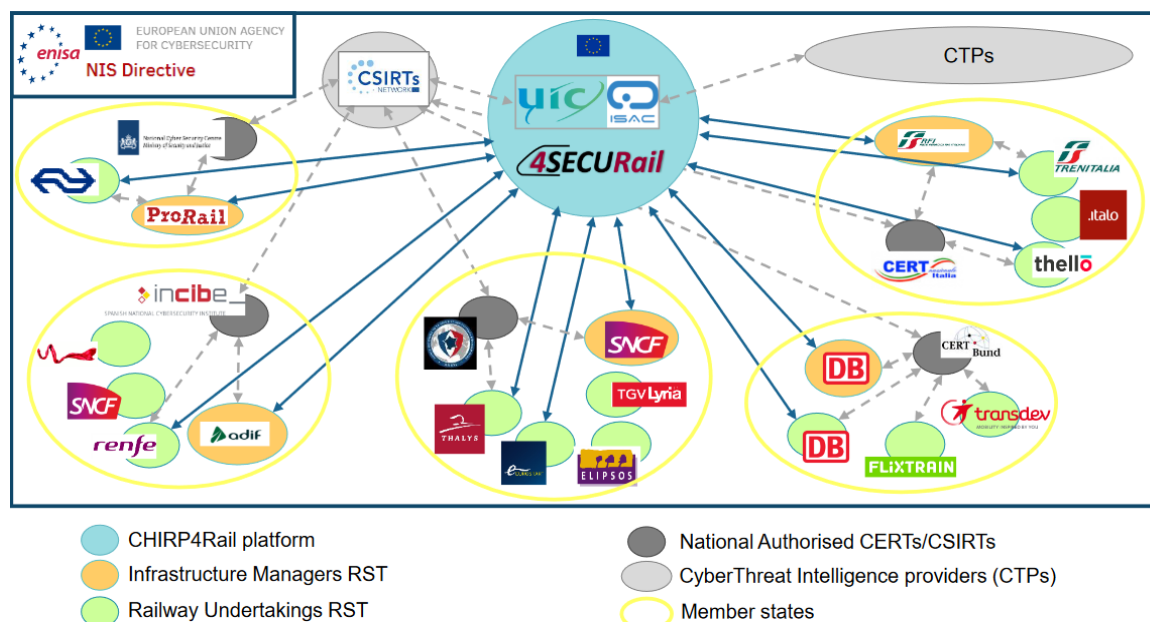 enisa
EUROPEAN UNION AGENCY
FOR CYBERSECURITY
NIS Directive
CSIRTs
NETWORK
uic
ISAC
4SECURail
CTPs
National Cyber Security Centre
Ministry of Security and Justice
ProRail
RFI
TRENITALIA
.italo
CERT
nazionale
Italia
thello
incibe_
SPANISH NATIONAL CYBERSECURITY INSTITUTE
SNCF
renfe
adif
SNCF
TGV Lyria
THALYS
ELIPSOS
CERT
Bund
DB
DB
transdev
FLiXTRAIN
CHIRP4Rail platform
Infrastructure Managers RST
Railway Undertakings RST
National Authorised CERTs/CSIRTs
CyberThreat Intelligence providers (CTPs)
Member states